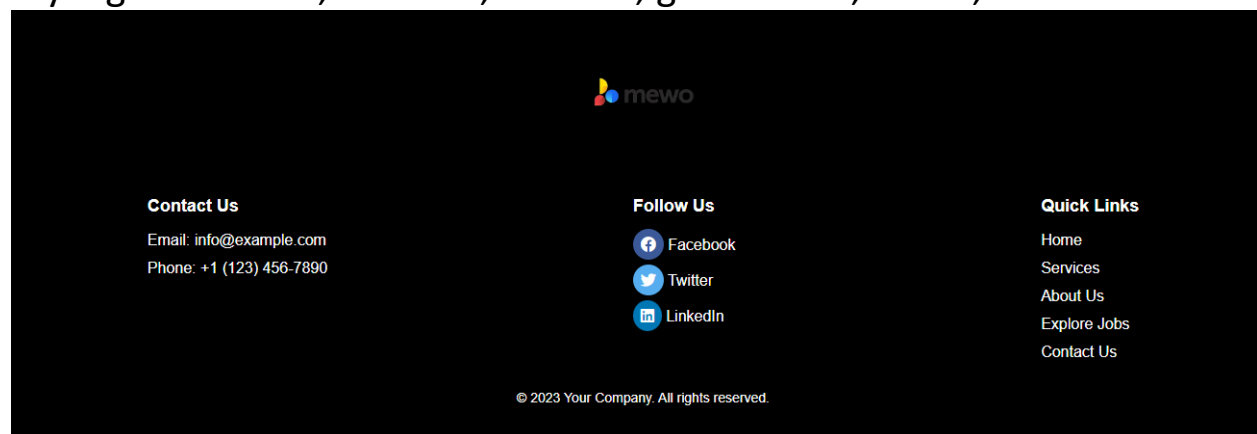 mewo
Contact Us
Email: info@example.com
Phone: +1 (123) 456-7890
Follow Us
Facebook
Twitter
LinkedIn
Quick Links
Home
Services
About Us
Explore Jobs
Contact Us
© 2023 Your Company. All rights reserved.